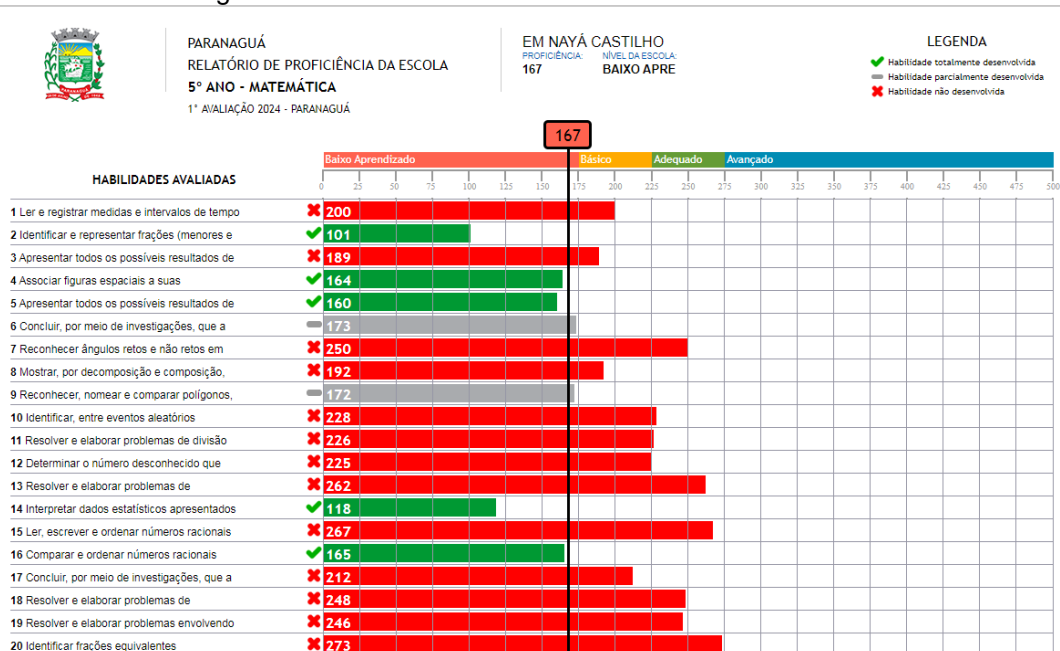 PARANAGUÁ
RELATÓRIO DE PROFICIÊNCIA DA ESCOLA
5º ANO - MATEMÁTICA
1ª AVALIAÇÃO 2024 - PARANAGUÁ
EM NAYÁ CASTILHO
PROFICIÊNCIA: NÍVEL DA ESCOLA:
167 BAIXO APRE
LEGENDA
Habilidade totalmente desenvolvida
Habilidade parcialmente desenvolvida
Habilidade não desenvolvida
167
Baixo Aprendizado Básico Adequado Avançado
HABILIDADES AVALIADAS
0 25 50 75 100 125 150 175 200 225 250 275 300 325 350 375 400 425 450 475 500
1 Ler e registrar medidas e intervalos de tempo 200
2 Identificar e representar frações (menores e 101
3 Apresentar todos os possíveis resultados de 189
4 Associar figuras espaciais a suas 164
5 Apresentar todos os possíveis resultados de 160
6 Concluir, por meio de investigações, que a 173
7 Reconhecer ângulos retos e não retos em 250
8 Mostrar, por decomposição e composição, 192
9 Reconhecer, nomear e comparar polígonos, 172
10 Identificar, entre eventos aleatórios 228
11 Resolver e elaborar problemas de divisão 226
12 Determinar o número desconhecido que 225
13 Resolver e elaborar problemas de 262
14 Interpretar dados estatísticos apresentados 118
15 Ler, escrever e ordenar números racionais 267
16 Comparar e ordenar números racionais 165
17 Concluir, por meio de investigações, que a 212
18 Resolver e elaborar problemas de 248
19 Resolver e elaborar problemas envolvendo 246
20 Identificar frações equivalentes 273